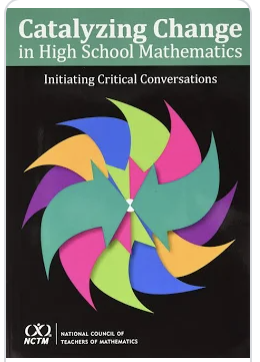 Catalyzing Change
in High School Mathematics
Initiating Critical Conversations
NCTM
NATIONAL COUNCIL OF
TEACHERS OF MATHEMATICS